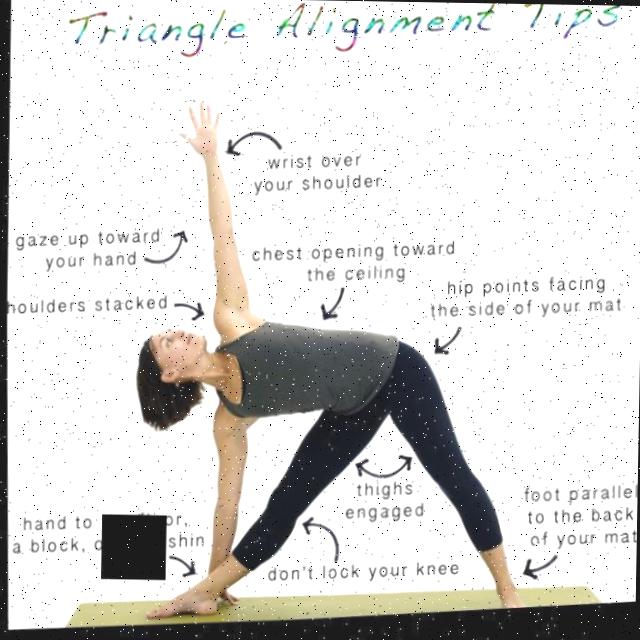 Triangle Alignment Tips
wrist over
your shoulder
gaze up toward
your hand
chest opening toward
the ceiling
hip points facing
the side of your mat
houlders stacked
thighs
engaged
foot parallel
to the back
of your mat
hand to
a block, shin
don't lock your knee